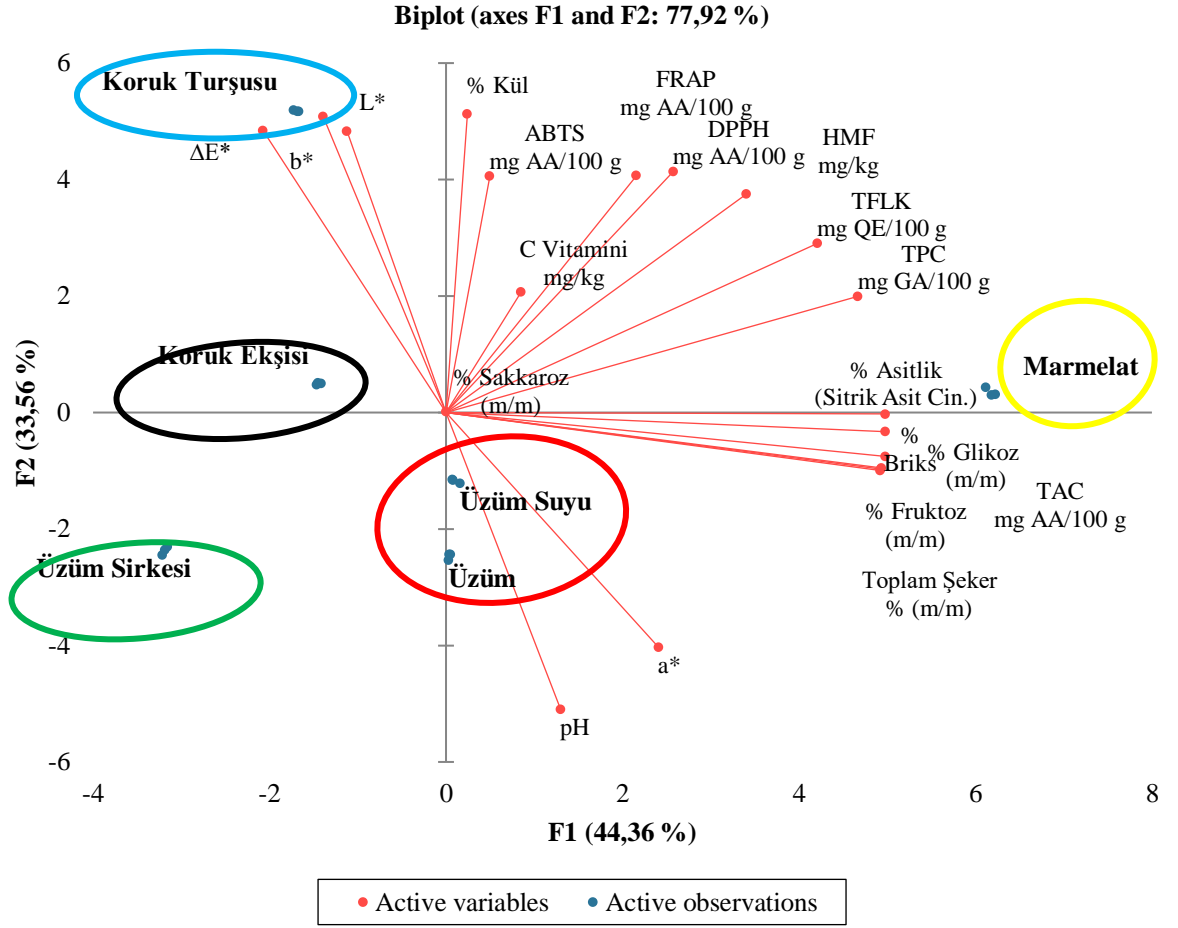 Biplot (axes F1 and F2: 77,92 %)
6
Koruk Turşusu
L*
ΔE*
b*
% Kül
FRAP
mg AA/100 g
ABTS
mg AA/100 g
DPPH
mg AA/100 g
HMF
mg/kg
4
TFLK
mg QE/100 g
C Vitamini
mg/kg
TPC
mg GA/100 g
2
Koruk Ekşisi
% Sakkaroz
(m/m)
% Asitlik
(Sitrik Asit Cin.)
Marmelat
0
F2 (33,56 %)
%
Briks
% Glikoz
(m/m)
Üzüm Suyu
% Fruktoz
(m/m)
TAC
mg AA/100 g
-2
Üzüm Sirkesi
Üzüm
Toplam Şeker
% (m/m)
-4
a*
pH
-6
-4
-2
0
2
4
6
8
F1 (44,36 %)
Active variables
Active observations